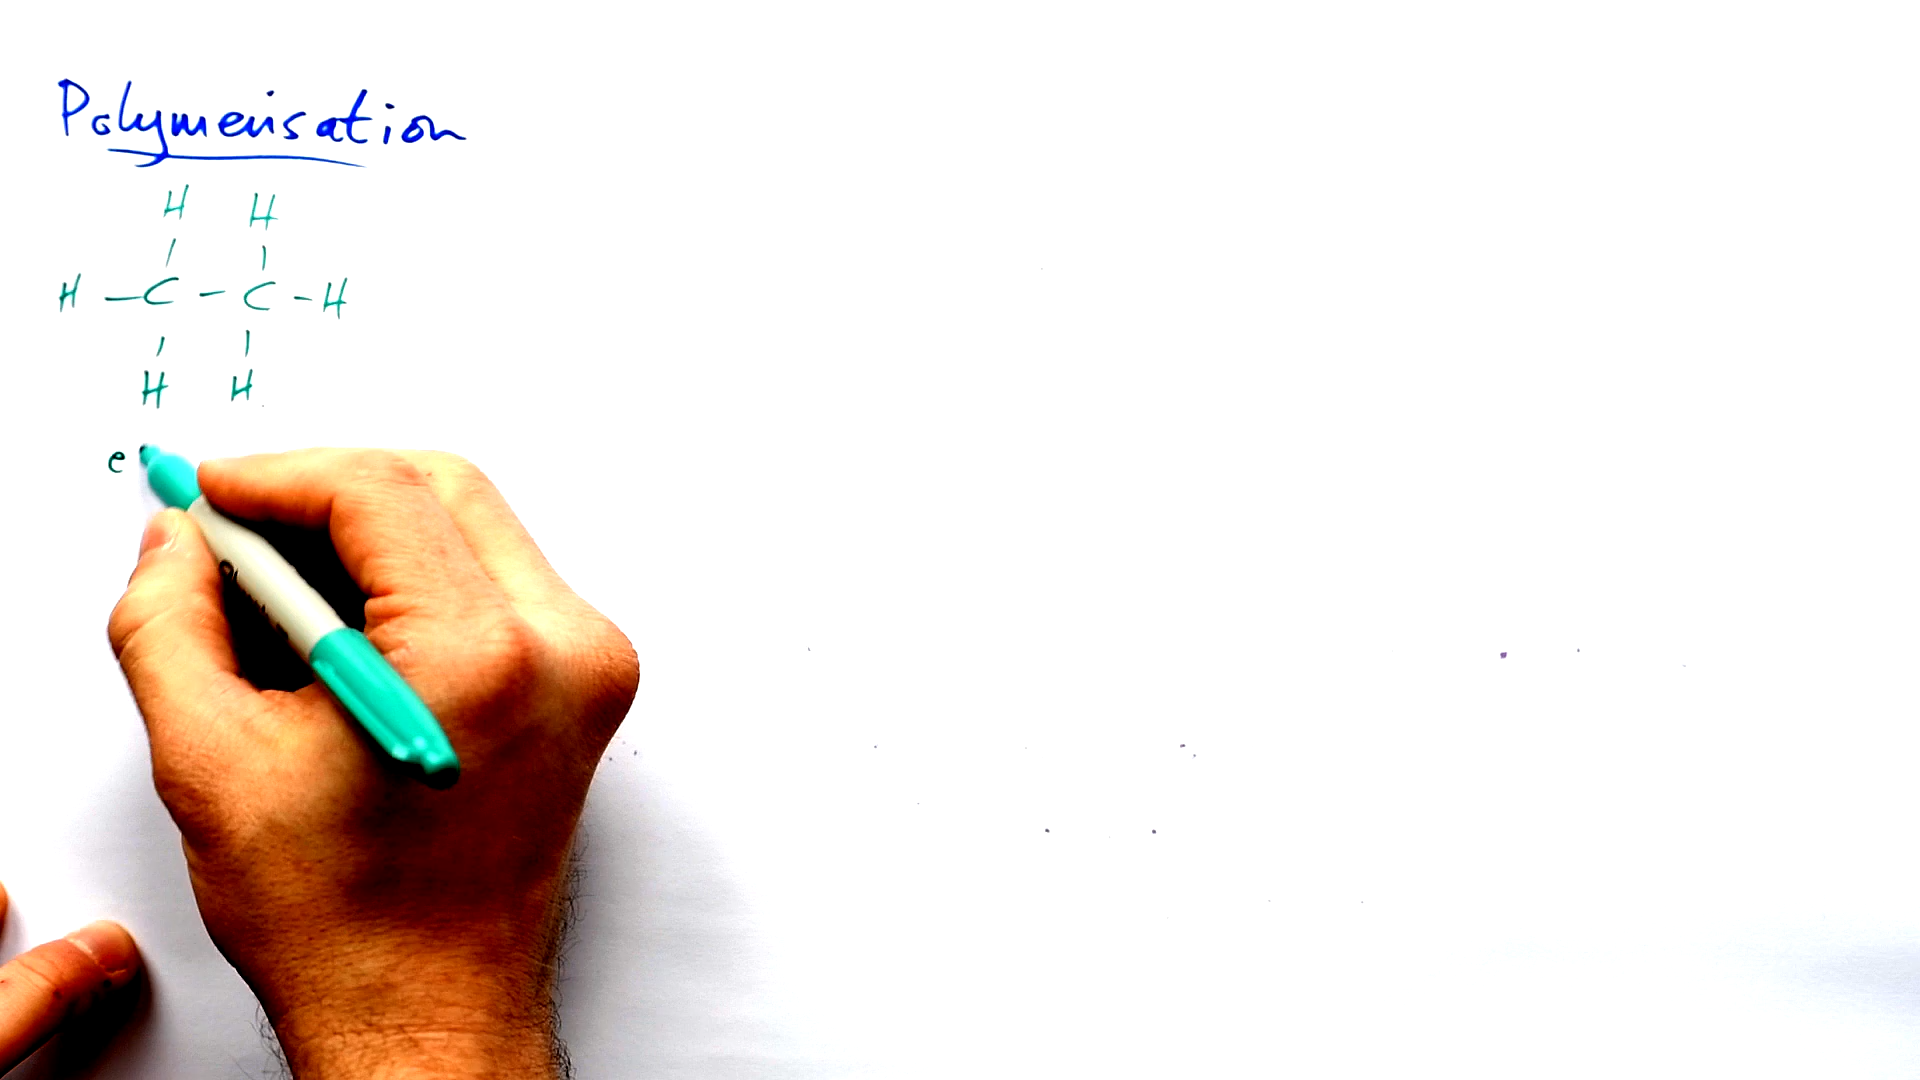 Polymerisation
H H
H - C - C - H
H H
e